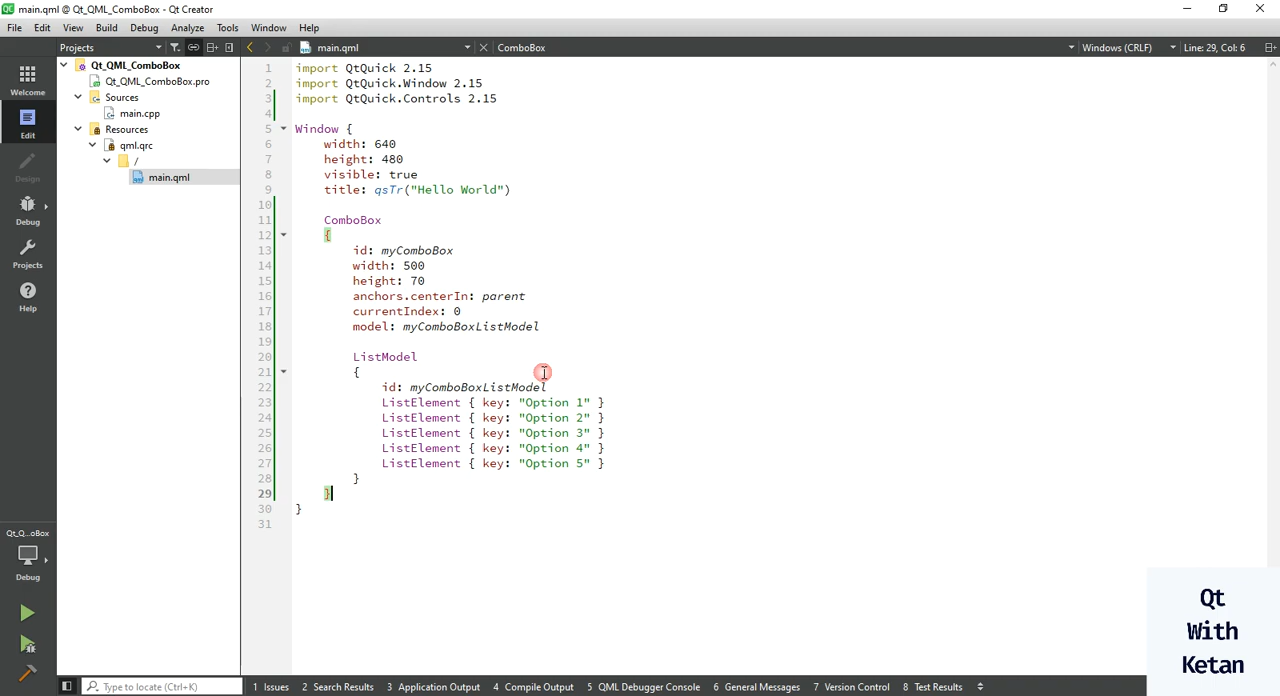 main.qml @ Qt_QML_ComboBox - Qt Creator
File Edit View Build Debug Analyze Tools Window Help
Projects main.qml ComboBox Windows (CRLF) Line: 29, Col: 6
Welcome
Edit
Design
Debug
Projects
Help
Qt_Q...oBox
Debug
Qt_QML_ComboBox
Qt_QML_ComboBox.pro
Sources
main.cpp
Resources
qml.qrc
/
main.qml
1 import QtQuick 2.15
2 import QtQuick.Window 2.15
3 import QtQuick.Controls 2.15
4
5 Window {
6 width: 640
7 height: 480
8 visible: true
9 title: qsTr("Hello World")
10
11 ComboBox
12 {
13 id: myComboBox
14 width: 500
15 height: 70
16 anchors.centerIn: parent
17 currentIndex: 0
18 model: myComboBoxListModel
19
20 ListModel
21 {
22 id: myComboBoxListModel
23 ListElement { key: "Option 1" }
24 ListElement { key: "Option 2" }
25 ListElement { key: "Option 3" }
26 ListElement { key: "Option 4" }
27 ListElement { key: "Option 5" }
28 }
29 }
30 }
31
Qt
With
Ketan
Type to locate (Ctrl+K) 1 Issues 2 Search Results 3 Application Output 4 Compile Output 5 QML Debugger Console 6 General Messages 7 Version Control 8 Test Results